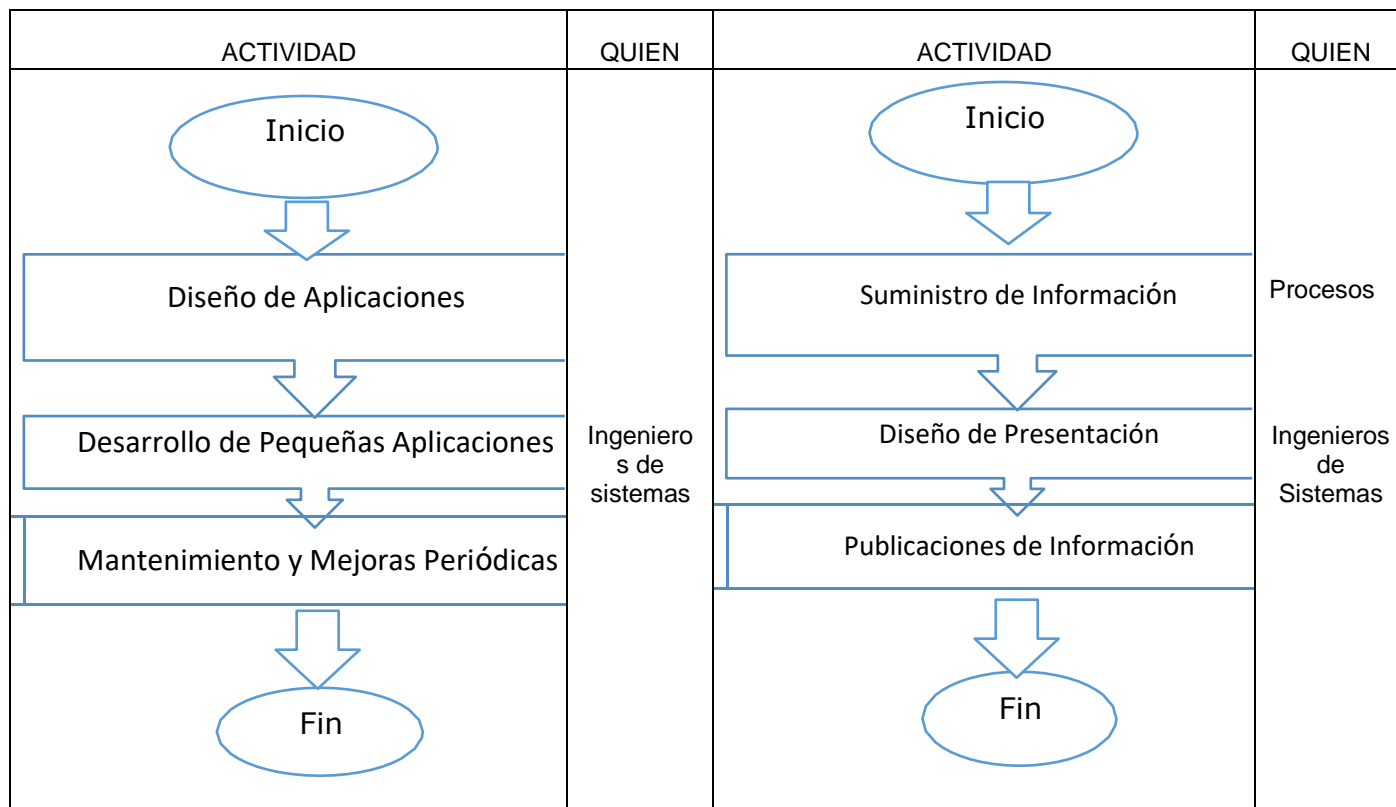 ACTIVIDAD
QUIEN
ACTIVIDAD
QUIEN
Inicio
Diseño de Aplicaciones
Desarrollo de Pequeñas Aplicaciones
Mantenimiento y Mejoras Periódicas
Fin
Ingeniero
s de
sistemas
Inicio
Suministro de Información
Diseño de Presentación
Publicaciones de Información
Fin
Procesos
Ingenieros
de
Sistemas